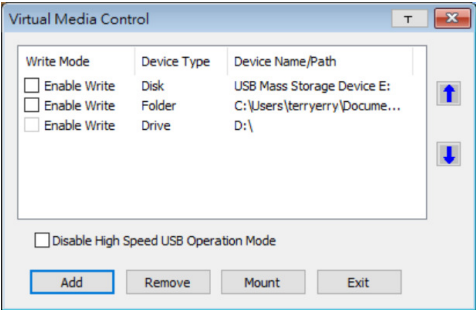 Virtual Media Control
T
Write Mode Device Type Device Name/Path
Enable Write Disk USB Mass Storage Device E:
Enable Write Folder C:\Users\terryerry\Docume...
Enable Write Drive D:\
Disable High Speed USB Operation Mode
Add Remove Mount Exit